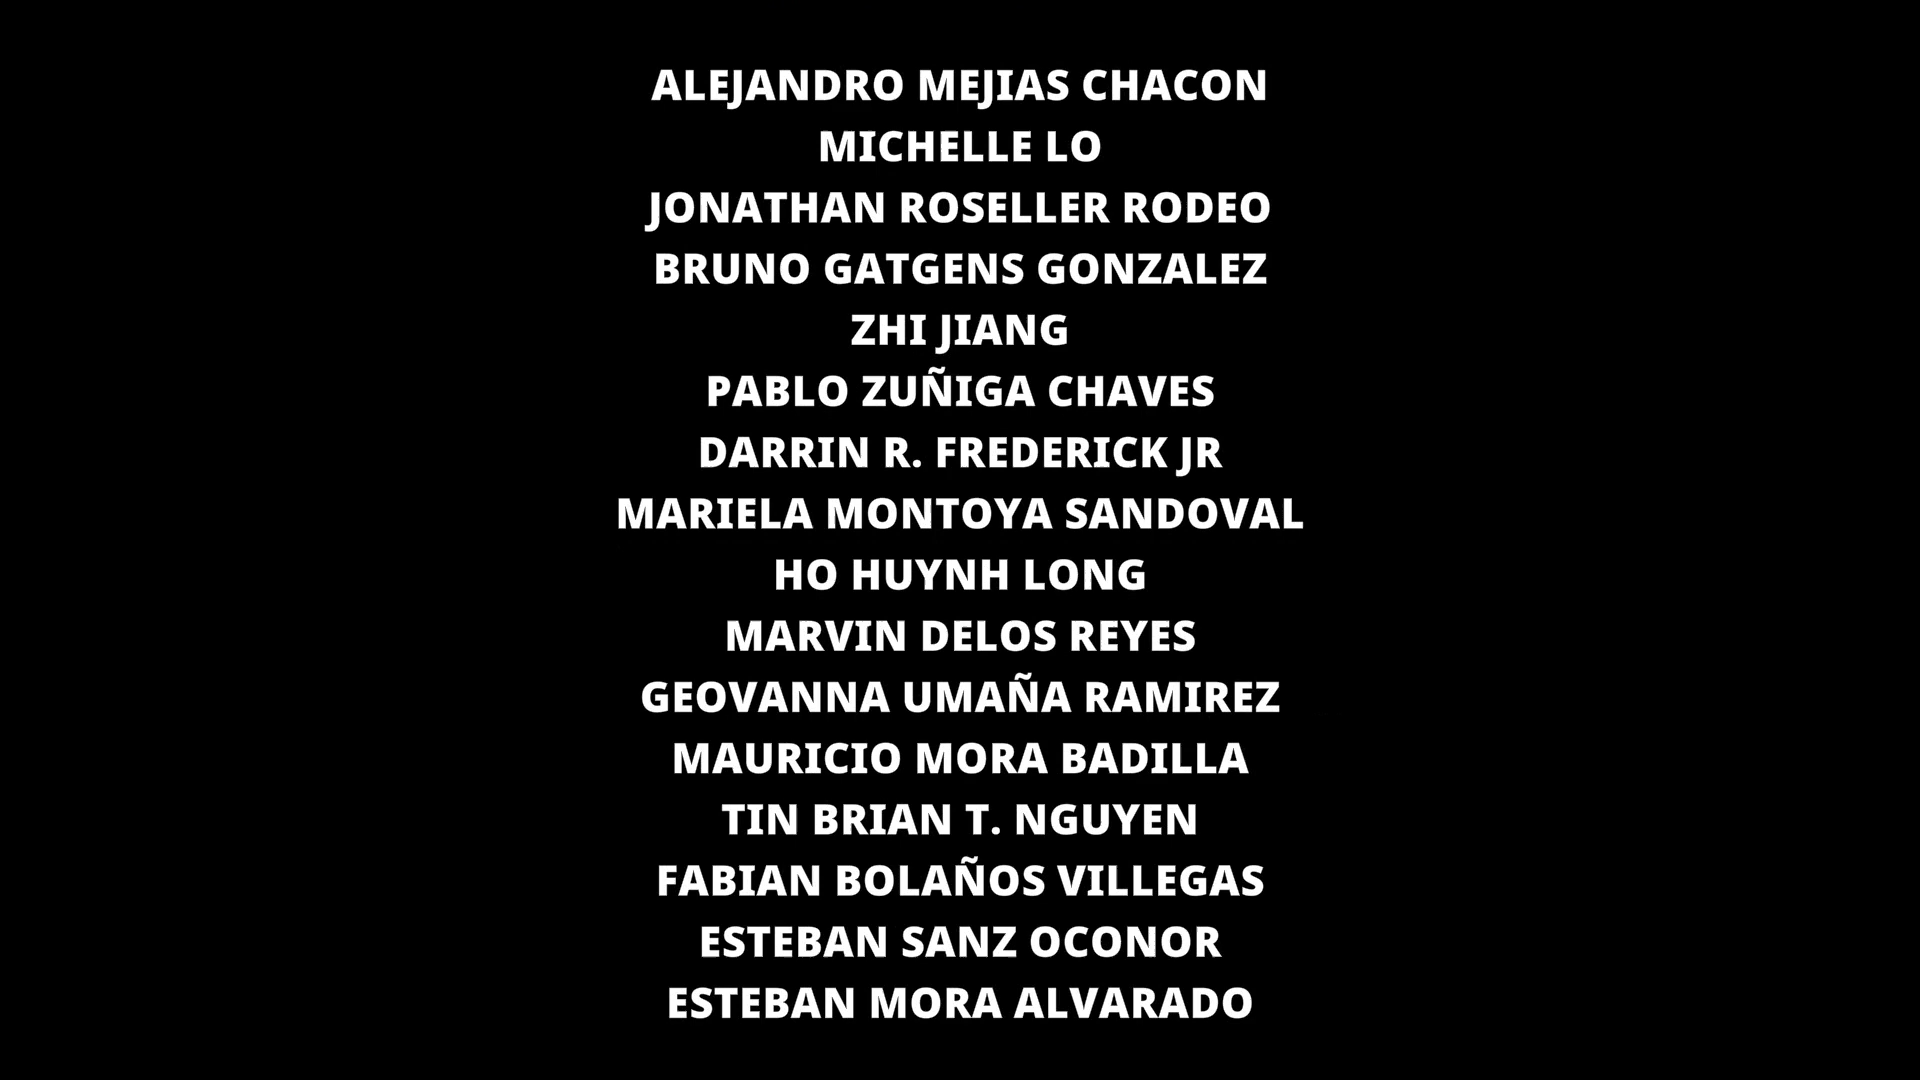 ALEJANDRO MEJIAS CHACON
MICHELLE LO
JONATHAN ROSELLER RODEO
BRUNO GATGENS GONZALEZ
ZHI JIANG
PABLO ZUÑIGA CHAVES
DARRIN R. FREDERICK JR
MARIELA MONTOYA SANDOVAL
HO HUYNH LONG
MARVIN DELOS REYES
GEOVANNA UMAÑA RAMIREZ
MAURICIO MORA BADILLA
TIN BRIAN T. NGUYEN
FABIAN BOLAÑOS VILLEGAS
ESTEBAN SANZ OCONOR
ESTEBAN MORA ALVARADO